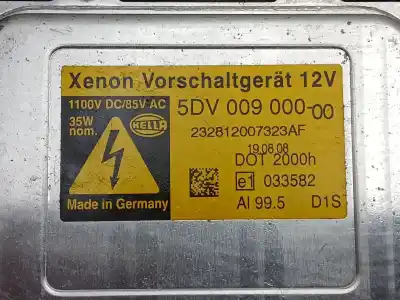 Xenon Vorschaltgerät 12V
1100V DC/85V AC
35W
nom.
HELLA
5DV 009 000-00
232812007323AF
19.08.08
DOT 2000h
e1 033582
Made in Germany
Al 99.5 D1S